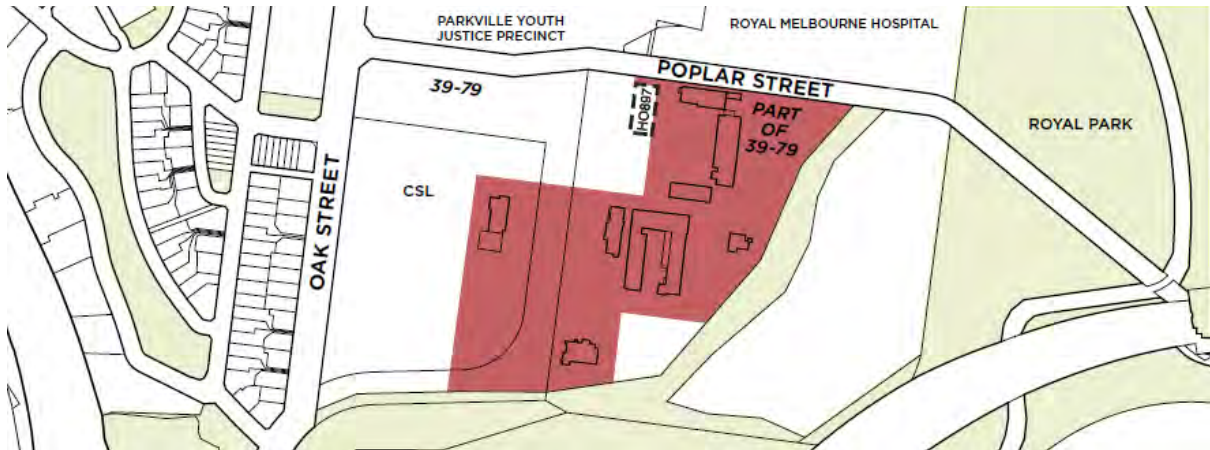 PARKVILLE YOUTH
JUSTICE PRECINCT
ROYAL MELBOURNE HOSPITAL
POPLAR STREET
39-79
HO897
PART
OF
39-79
ROYAL PARK
CSL
OAK STREET